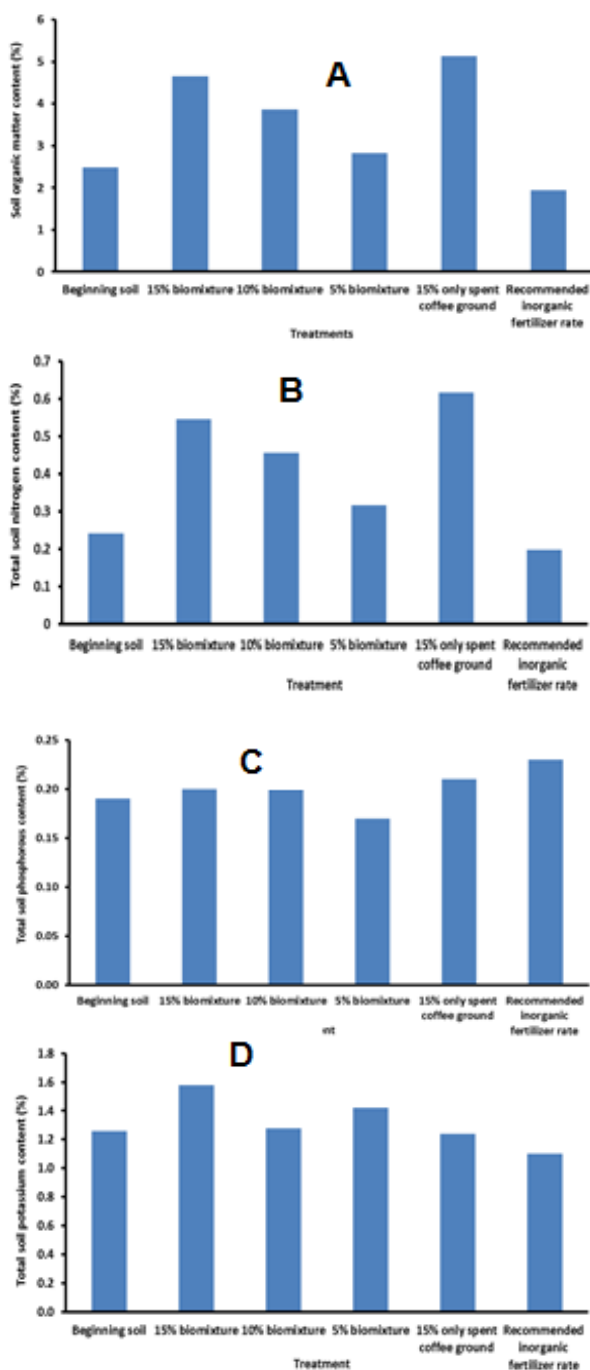 A
Soil organic matter content (%)
6
5
4
3
2
1
0
Beginning soil 15% biomixture 10% biomixture 5% biomixture 15% only spent Recommended
coffee ground inorganic
fertilizer rate
Treatments
B
Total soil nitrogen content (%)
0.7
0.6
0.5
0.4
0.3
0.2
0.1
0
Beginning soil 15% biomixture 10% biomixture 5% biomixture 15% only spent Recommended
coffee ground inorganic
fertilizer rate
Treatment
C
Total soil phosphorous content (%)
0.25
0.20
0.15
0.10
0.05
0.00
Beginning soil 15% biomixture 10% biomixture 5% biomixture 15% only spent Recommended
coffee ground inorganic
fertilizer rate
nt
D
Total soil potassium content (%)
1.8
1.6
1.4
1.2
1.0
0.8
0.6
0.4
0.2
0.0
Beginning soil 15% biomixture 10% biomixture 5% biomixture 15% only spent Recommended
coffee ground inorganic
fertilizer rate
Treatment